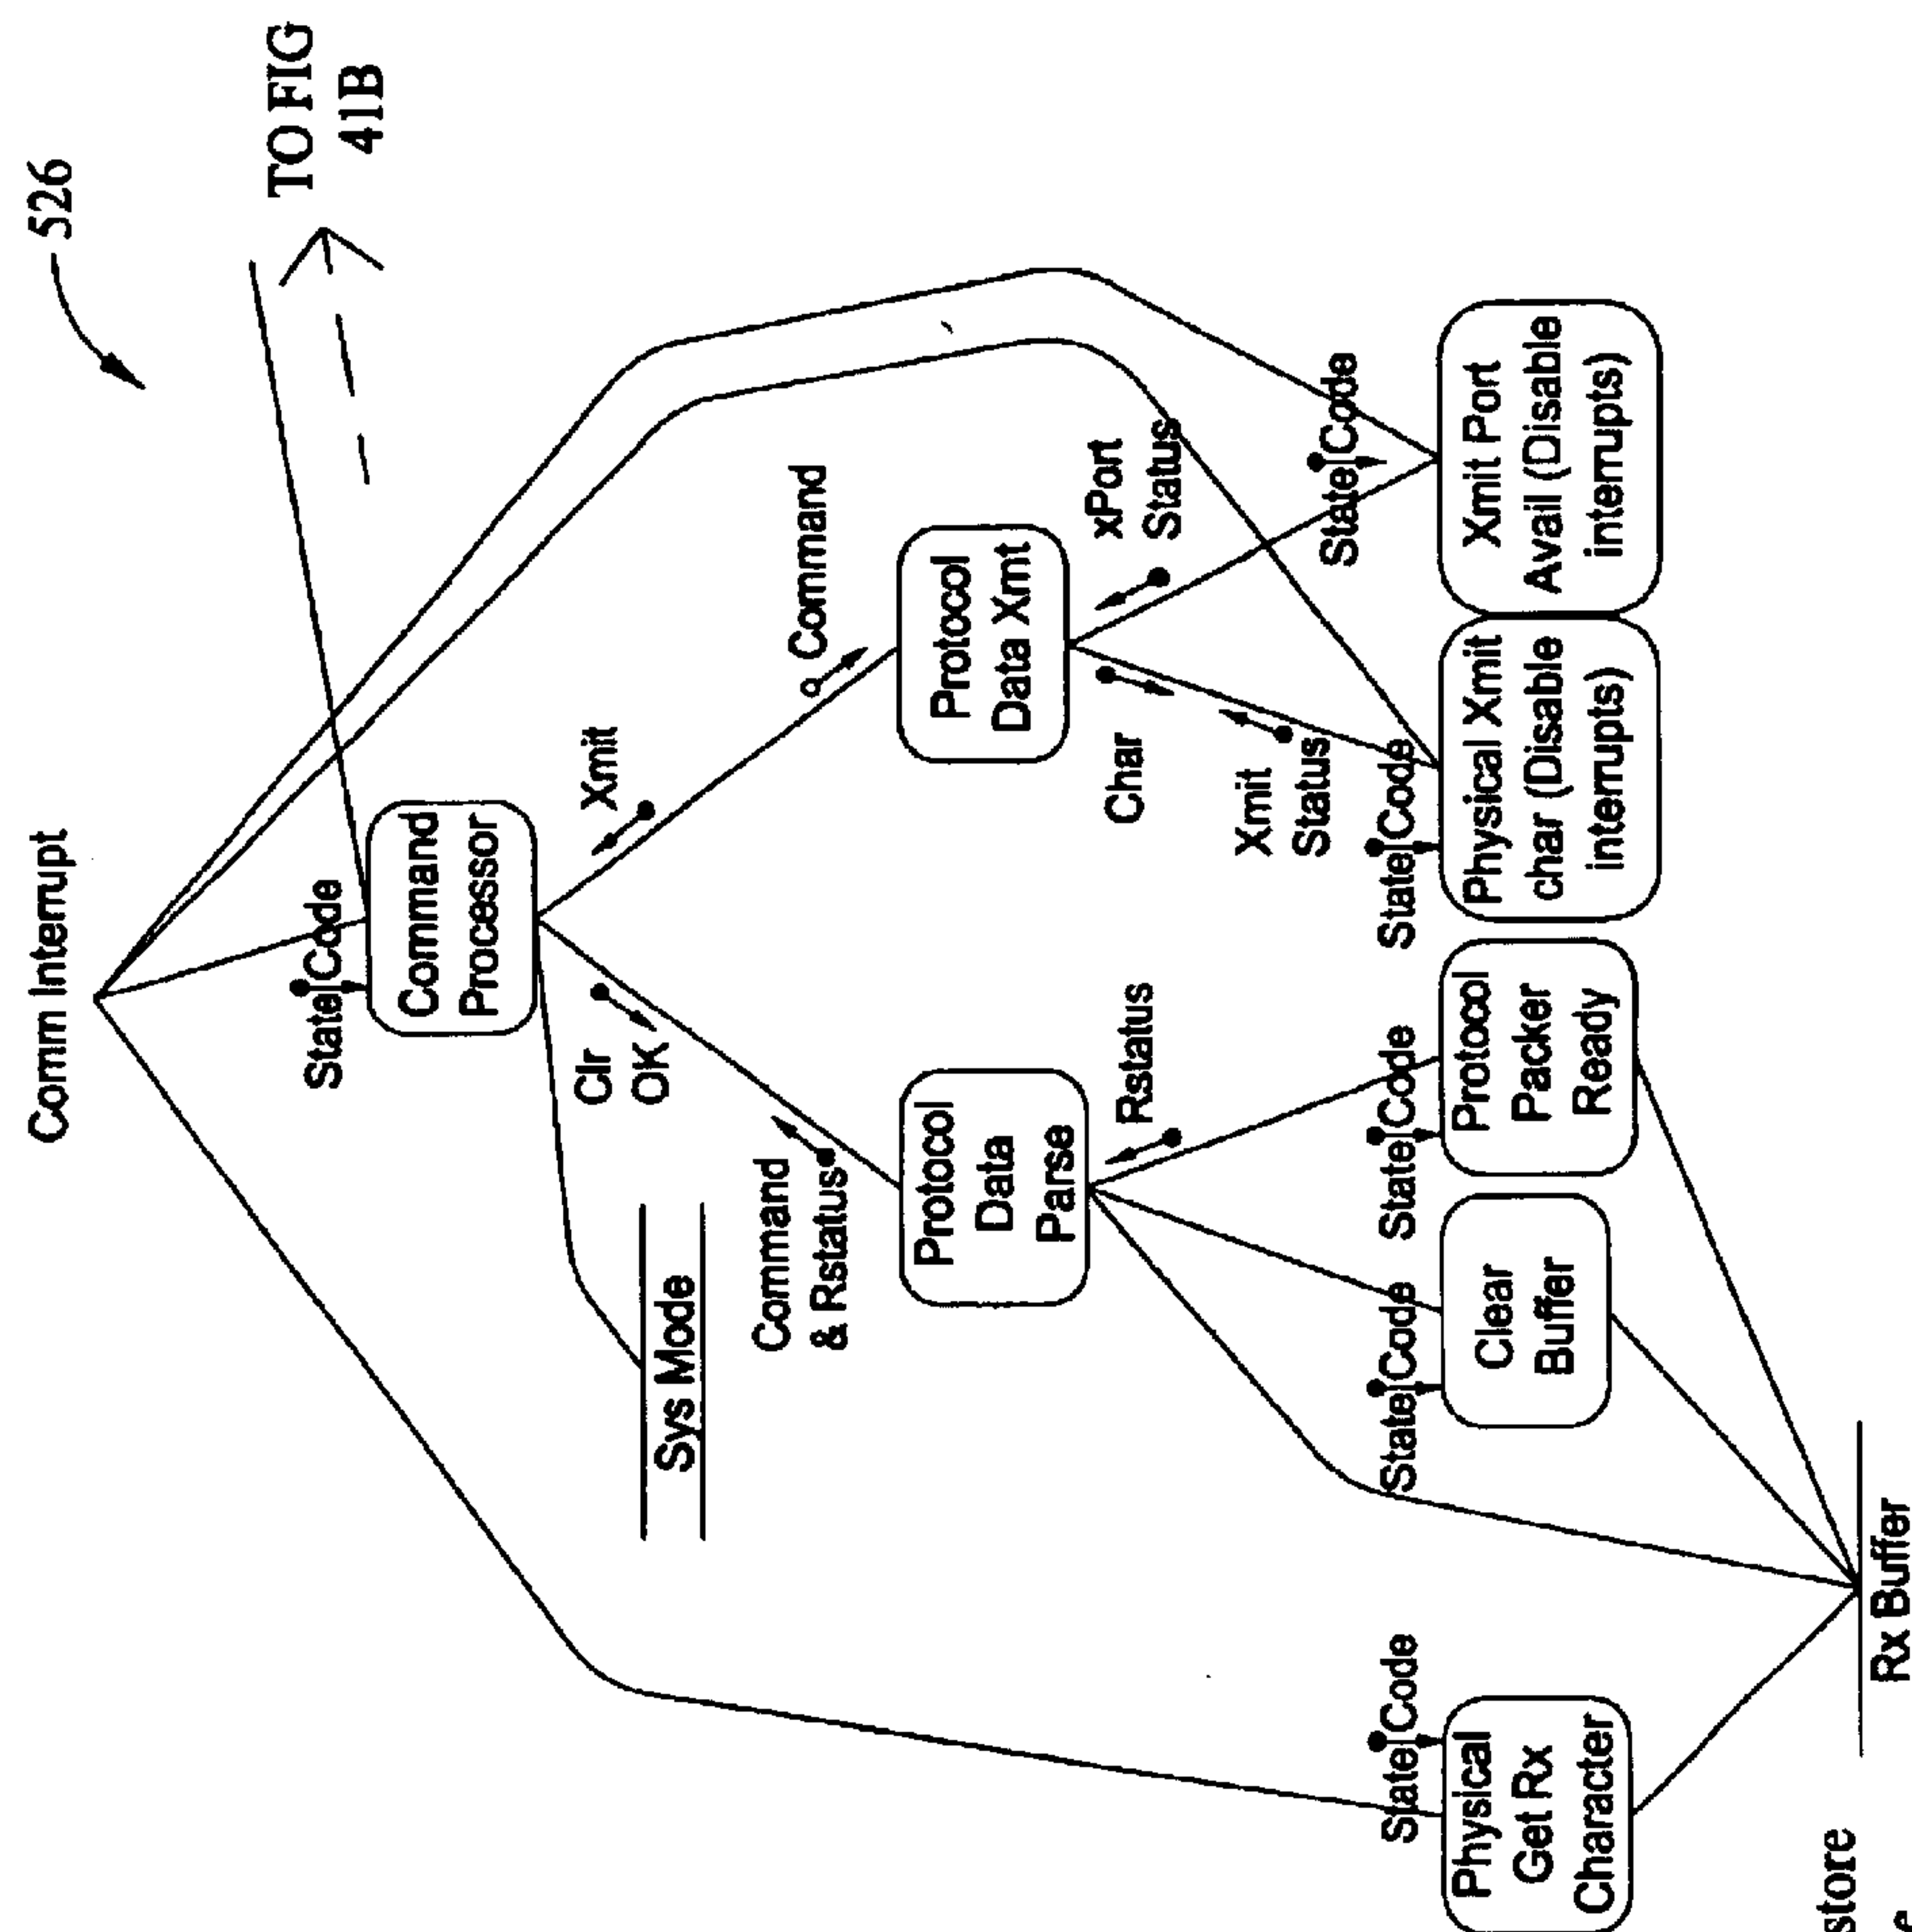 526
TO FIG
41B
Comm Interrupt
State Code
Command
Processor
Xmit
Clr
OK
Command
Sys Mode
Command
& Rstatus
Protocol
Data
Parse
Protocol
Data Xmt
Rstatus
Char
xPort
Status
Xmit
Status
State Code
State Code
State Code
State Code
State Code
Physical
Get Rx
Character
Clear
Buffer
Protocol
Packer
Ready
Physical Xmit
char (Disable
interrupts)
Xmit Port
Avail (Disable
interrupts)
Rx Buffer
store